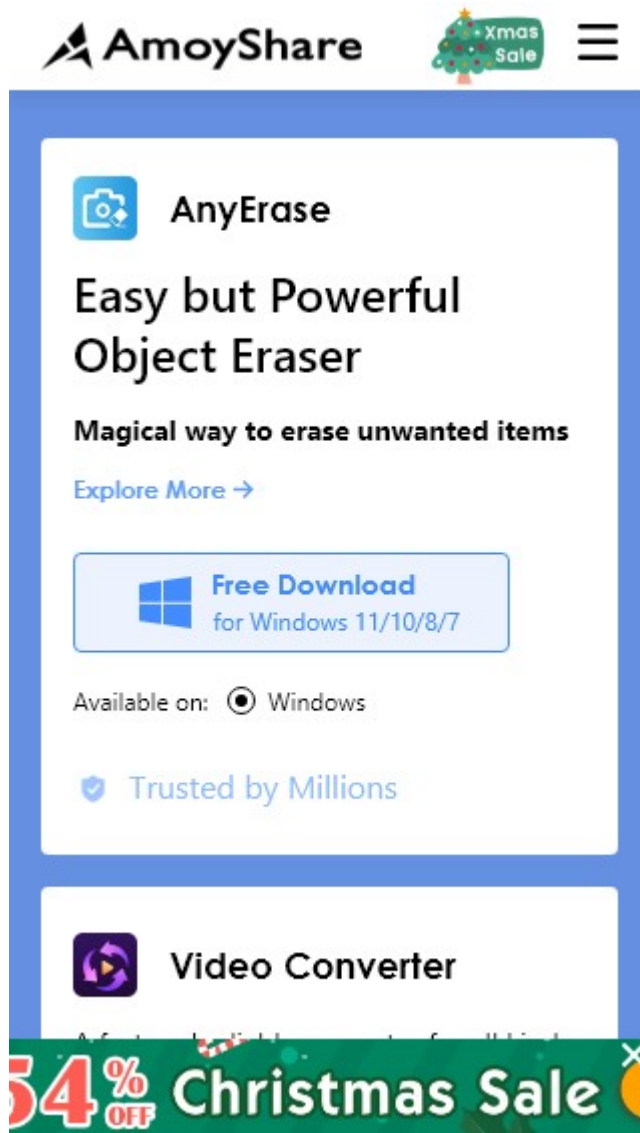 AmoyShare
Xmas
Sale
AnyErase
Easy but Powerful
Object Eraser
Magical way to erase unwanted items
Explore More →
Free Download
for Windows 11/10/8/7
Available on: Windows
Trusted by Millions
Video Converter
54% OFF Christmas Sale